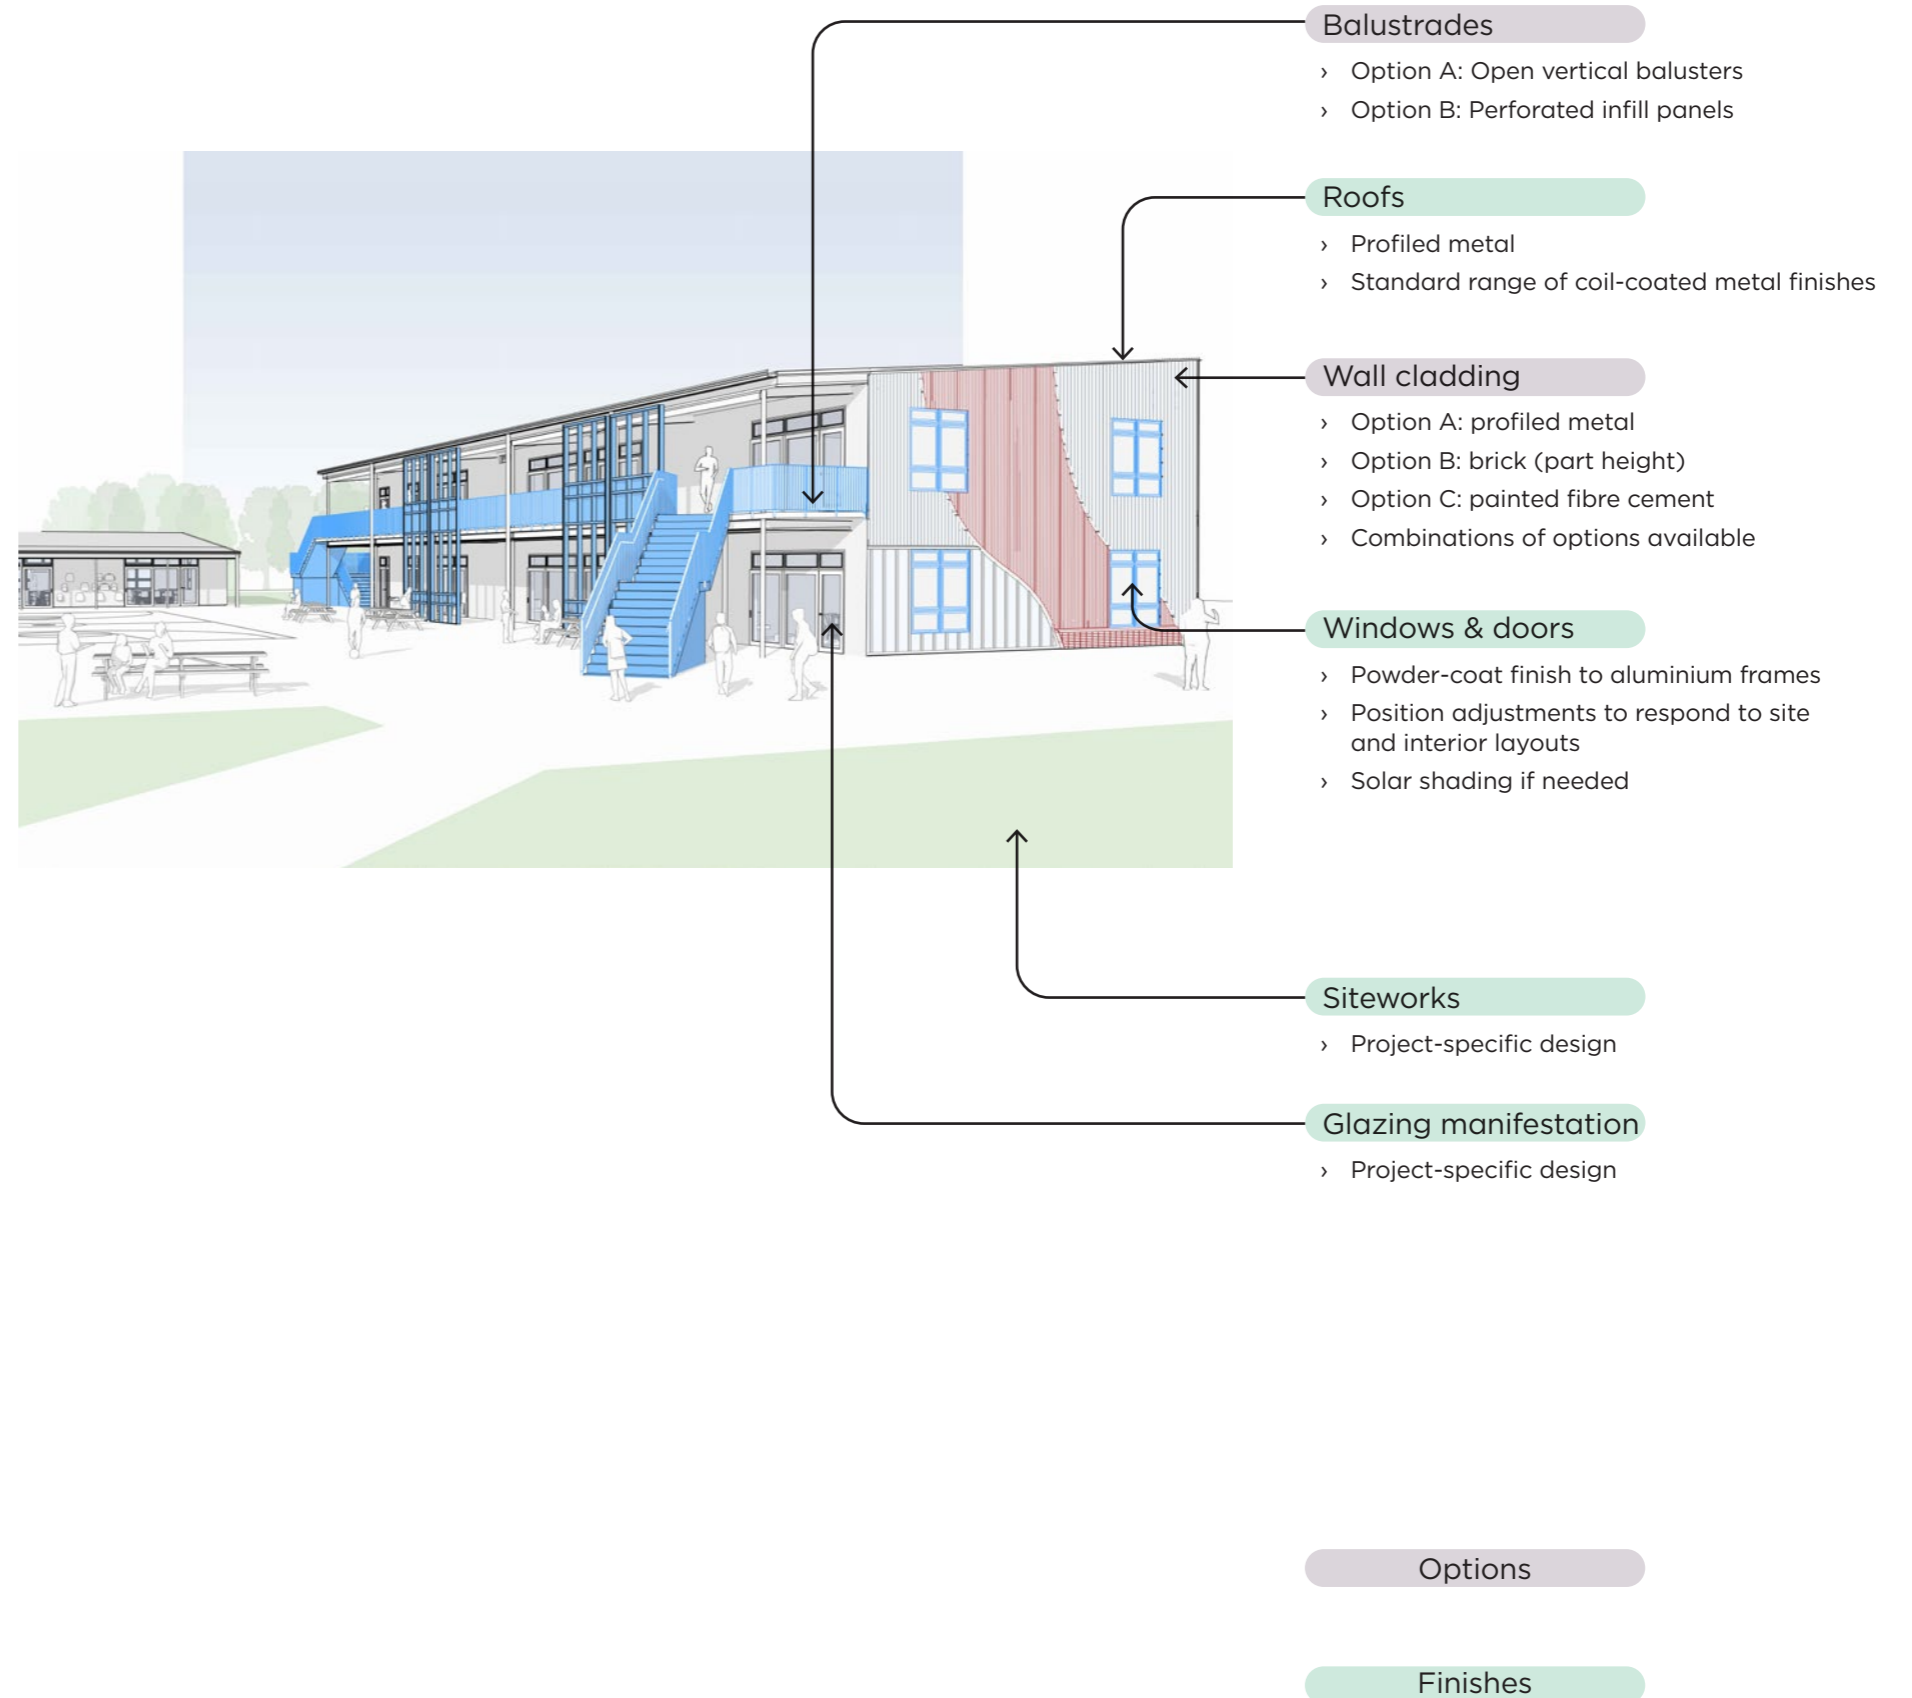 Balustrades
› Option A: Open vertical balusters
› Option B: Perforated infill panels
Roofs
› Profiled metal
› Standard range of coil-coated metal finishes
Wall cladding
› Option A: profiled metal
› Option B: brick (part height)
› Option C: painted fibre cement
› Combinations of options available
Windows & doors
› Powder-coat finish to aluminium frames
› Position adjustments to respond to site
and interior layouts
› Solar shading if needed
Siteworks
› Project-specific design
Glazing manifestation
› Project-specific design
Options
Finishes